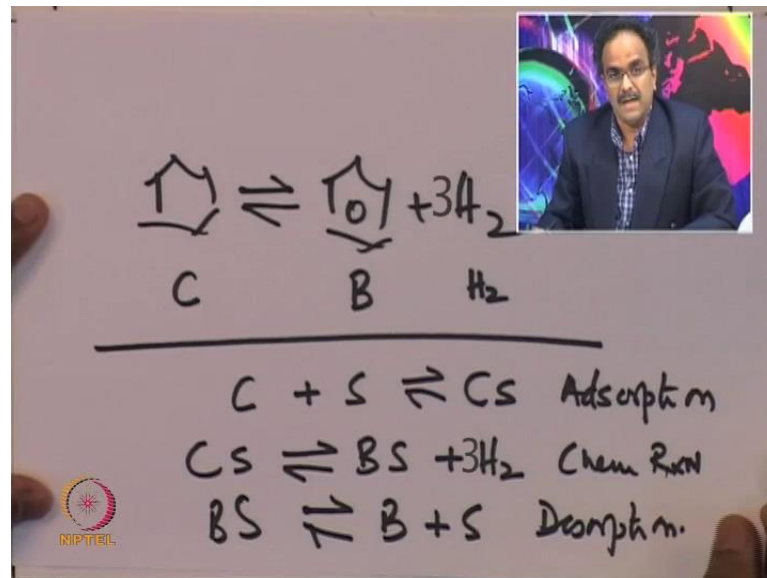 ⇌ + 3H2
C B H2
C + S ⇌ CS Adsorption
CS ⇌ BS + 3H2 Chem Rxn
BS ⇌ B + S Desorption.
NPTEL